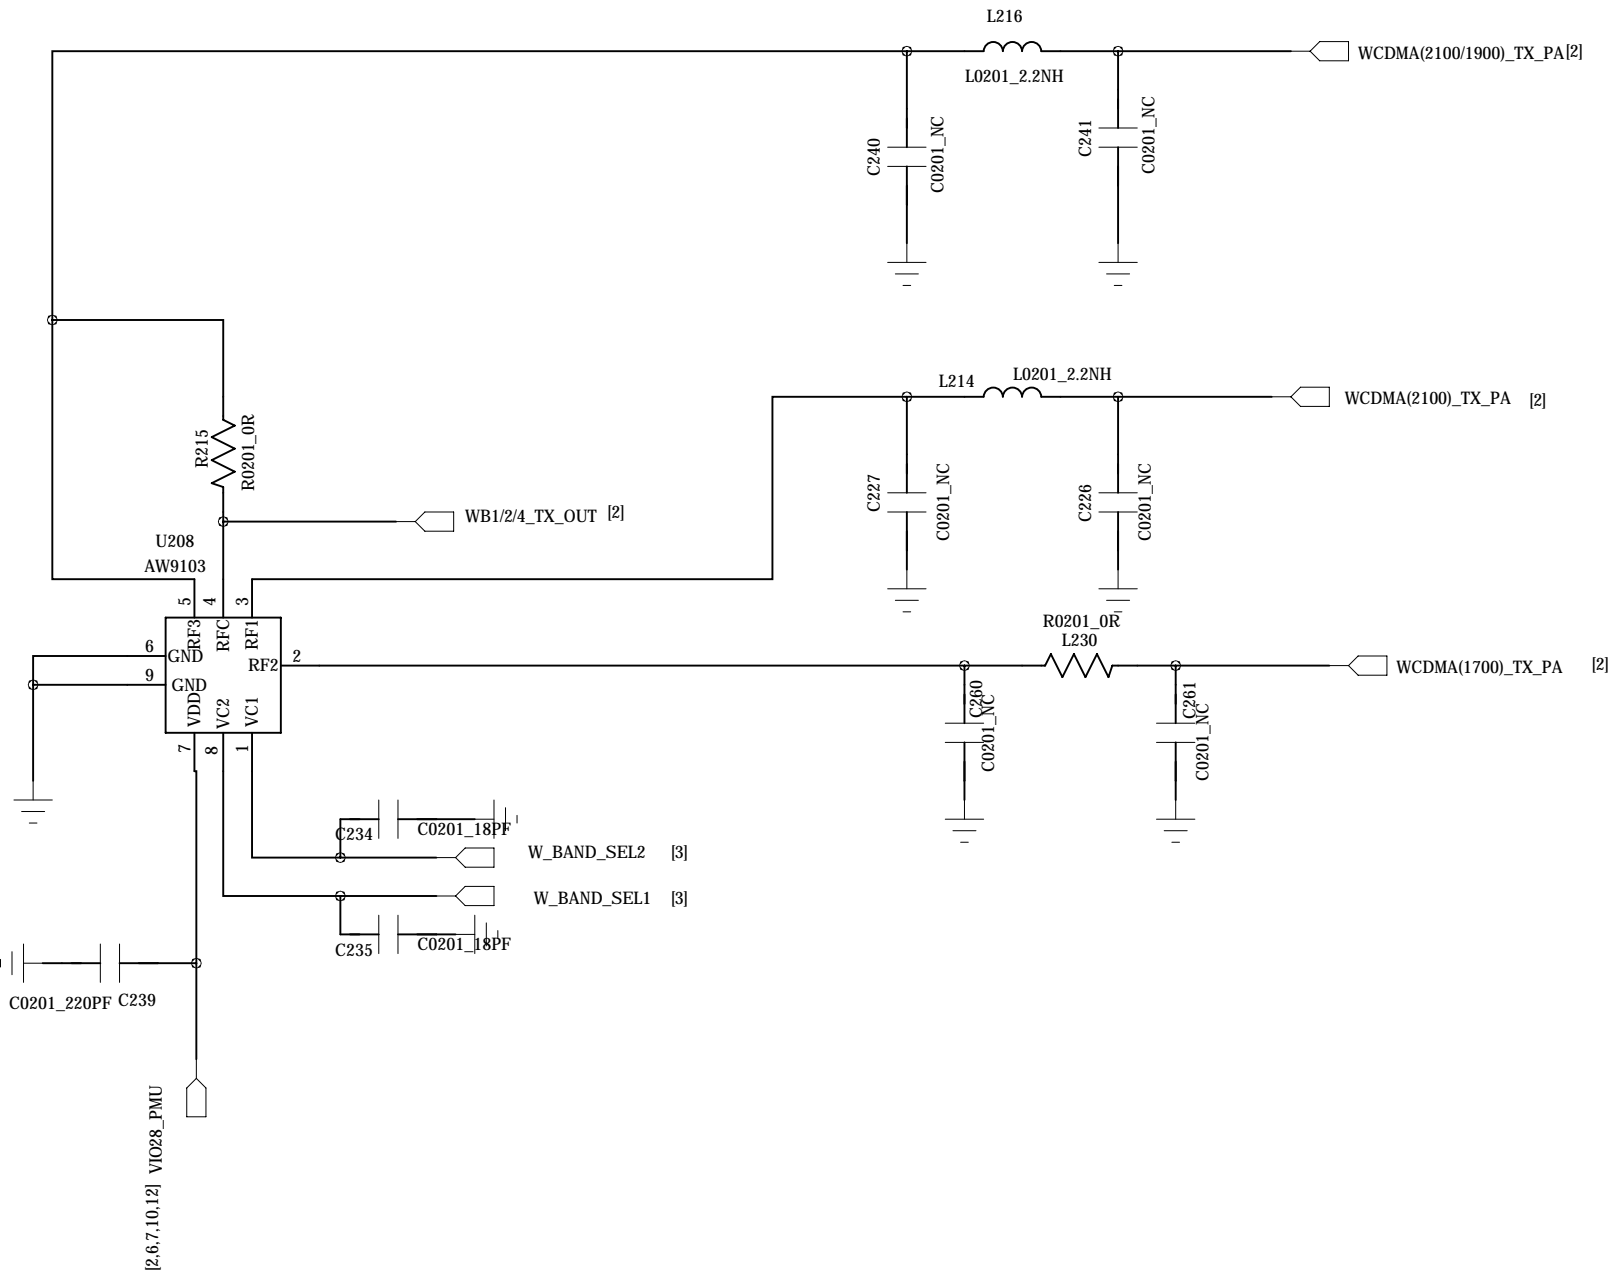 L216
WCDMA(2100/1900)_TX_PA[2]
L0201_2.2NH
C240
C0201_NC
C241
C0201_NC
L214
L0201_2.2NH
WCDMA(2100)_TX_PA [2]
R215
R0201_0R
C227
C0201_NC
C226
C0201_NC
WB1/2/4_TX_OUT [2]
U208
AW9103
5
4
3
RF3
RFC
RF1
6
GND
RF2
2
9
GND
VDD
VC2
VC1
7
8
1
R0201_0R
L230
WCDMA(1700)_TX_PA [2]
C260
C0201_NC
C261
C0201_NC
C234
C0201_18PF
W_BAND_SEL2 [3]
W_BAND_SEL1 [3]
C235
C0201_18PF
C0201_220PF C239
[2,6,7,10,12] VIO28_PMU